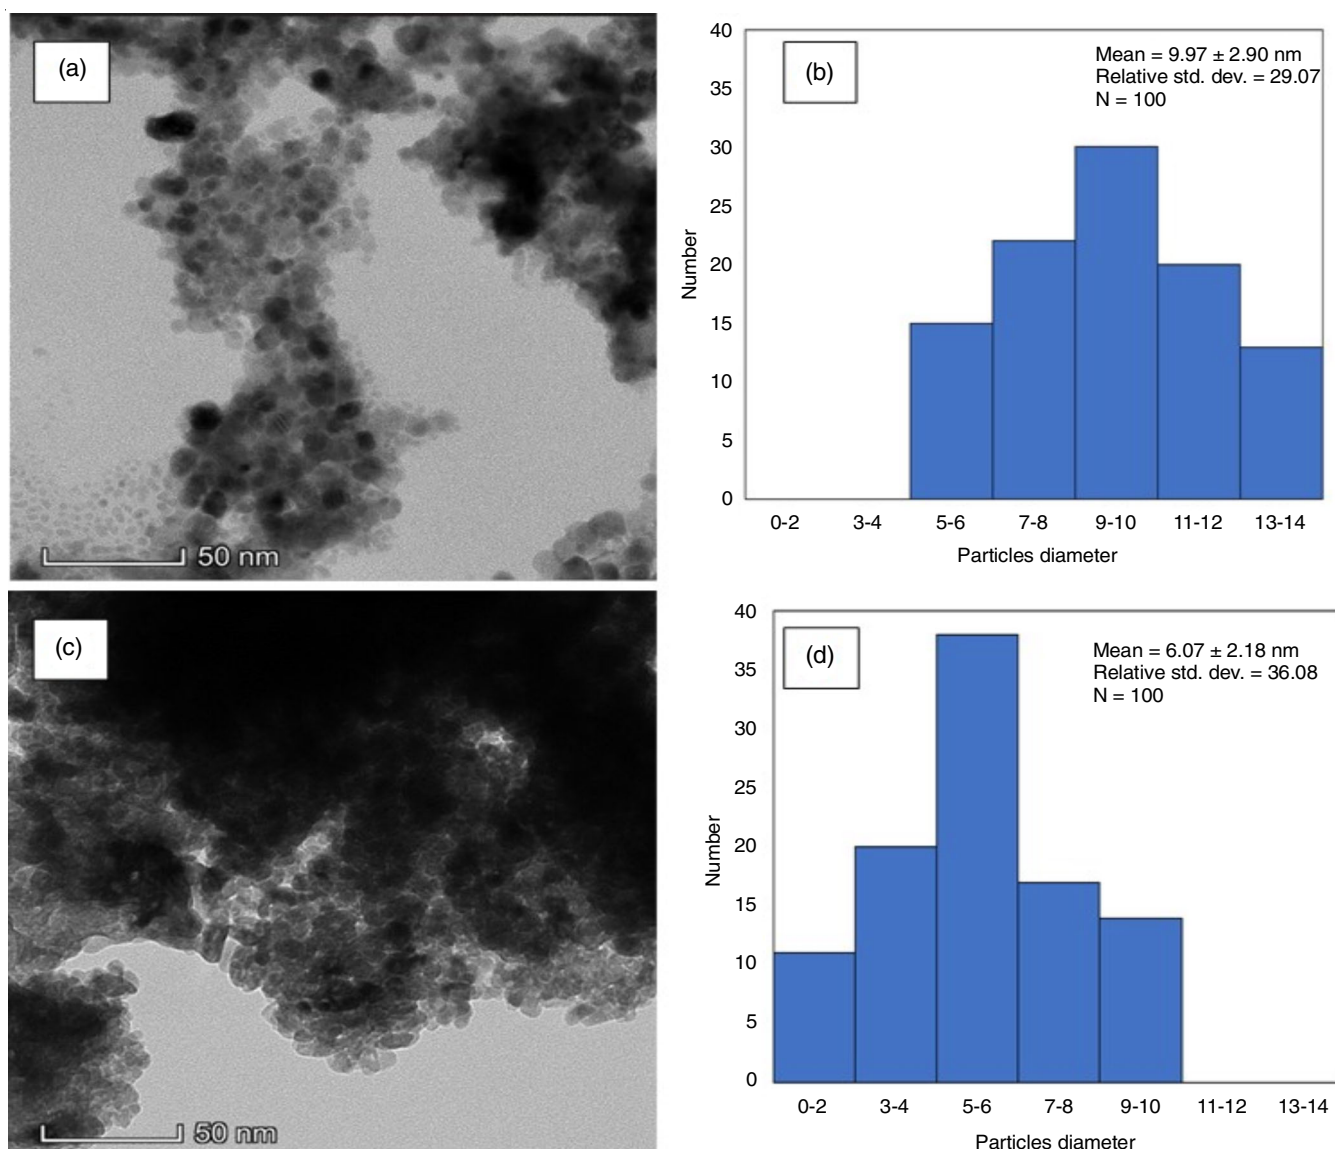 (a)
50 nm
(b)
Mean = 9.97 ± 2.90 nm
Relative std. dev. = 29.07
N = 100
40
35
30
25
20
15
10
5
0
Number
0-2 3-4 5-6 7-8 9-10 11-12 13-14
Particles diameter
(c)
50 nm
(d)
Mean = 6.07 ± 2.18 nm
Relative std. dev. = 36.08
N = 100
40
35
30
25
20
15
10
5
0
Number
0-2 3-4 5-6 7-8 9-10 11-12 13-14
Particles diameter